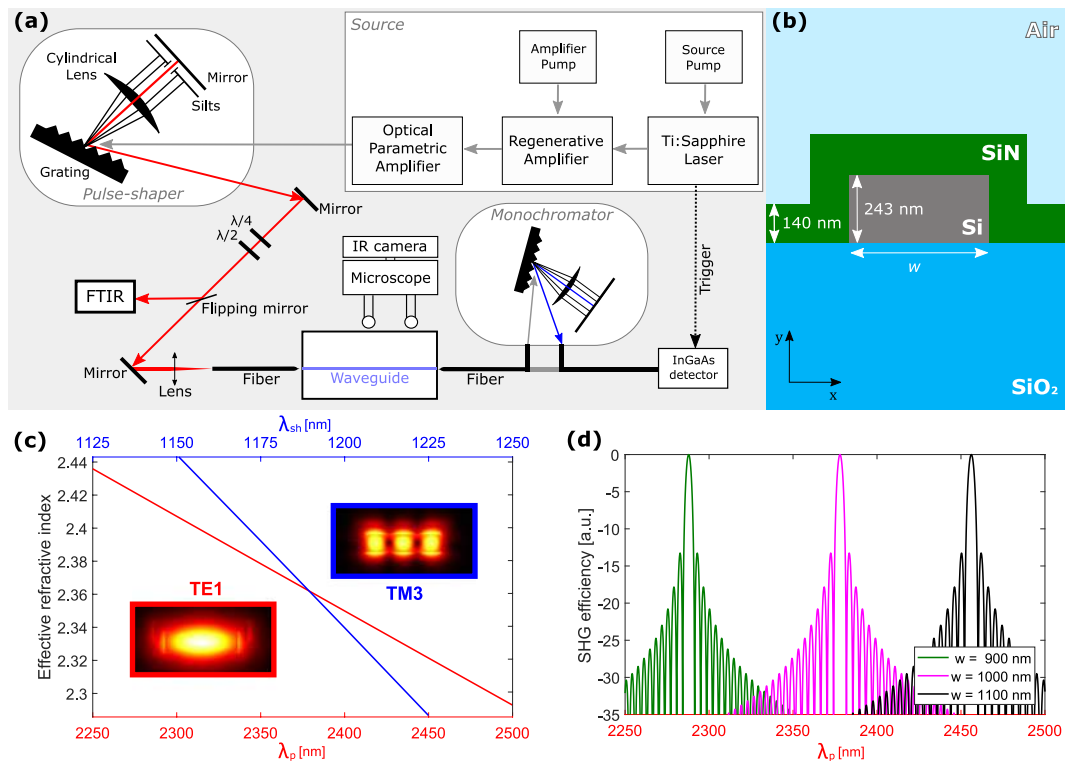 (a)
Source
Cylindrical
Lens
Mirror
Silts
Grating
Pulse-shaper
Amplifier
Pump
Source
Pump
Optical
Parametric
Amplifier
Regenerative
Amplifier
Ti:Sapphire
Laser
Mirror
λ/4
λ/2
IR camera
Microscope
Monochromator
Trigger
FTIR
Flipping mirror
Mirror
Lens
Fiber
Waveguide
Fiber
InGaAs
detector
(b)
Air
SiN
140 nm
243 nm
Si
w
y
x
SiO₂
(c)
λsh [nm]
1125 1150 1175 1200 1225 1250
Effective refractive index
2.44
2.42
2.4
2.38
2.36
2.34
2.32
2.3
TE1
TM3
2250 2300 2350 2400 2450 2500
λp [nm]
(d)
SHG efficiency [a.u.]
0
-5
-10
-15
-20
-25
-30
-35
w = 900 nm
w = 1000 nm
w = 1100 nm
2250 2300 2350 2400 2450 2500
λp [nm]